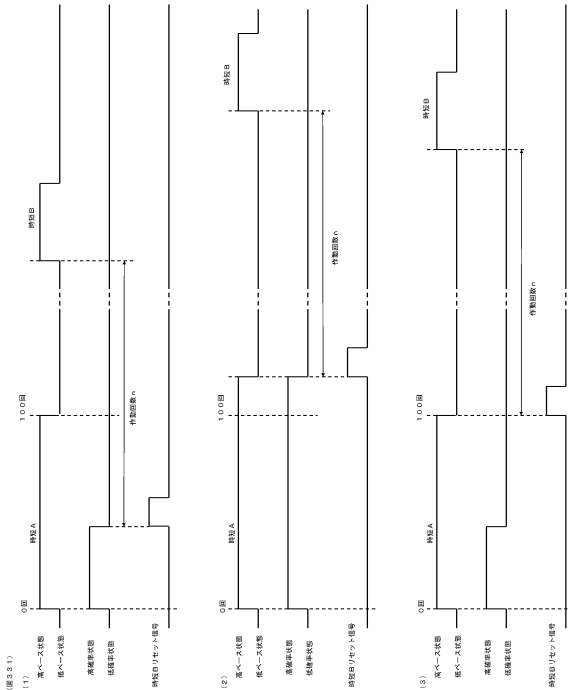 (図331)
(1)
0回
100回
時短A
時短B
高ベース状態
低ベース状態
高確率状態
低確率状態
作動回数n
時短Bリセット信号
(2)
時短A
時短B
高ベース状態
低ベース状態
高確率状態
低確率状態
100回
作動回数n
時短Bリセット信号
(3)
0回
100回
時短A
時短B
高ベース状態
低ベース状態
高確率状態
低確率状態
作動回数n
時短Bリセット信号